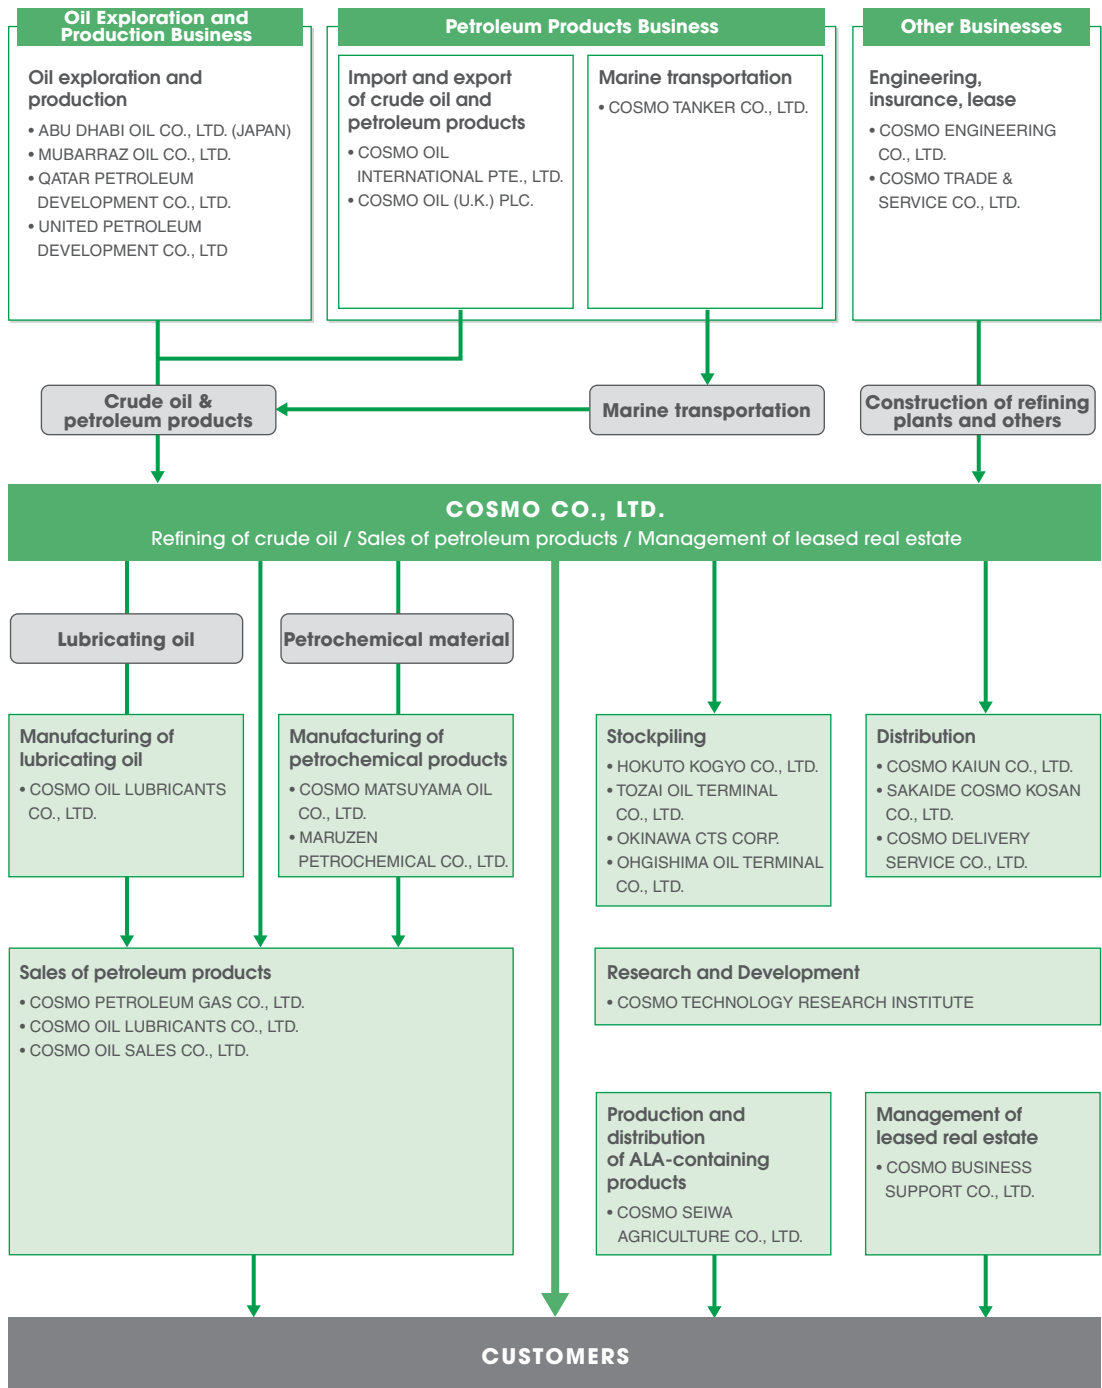 Oil Exploration and
Production Business
Oil exploration and
production
• ABU DHABI OIL CO., LTD. (JAPAN)
• MUBARRAZ OIL CO., LTD.
• QATAR PETROLEUM
DEVELOPMENT CO., LTD.
• UNITED PETROLEUM
DEVELOPMENT CO., LTD
Petroleum Products Business
Import and export
of crude oil and
petroleum products
• COSMO OIL
INTERNATIONAL PTE., LTD.
• COSMO OIL (U.K.) PLC.
Marine transportation
• COSMO TANKER CO., LTD.
Other Businesses
Engineering,
insurance, lease
• COSMO ENGINEERING
CO., LTD.
• COSMO TRADE &
SERVICE CO., LTD.
Crude oil &
petroleum products
Marine transportation
Construction of refining
plants and others
COSMO CO., LTD.
Refining of crude oil / Sales of petroleum products / Management of leased real estate
Lubricating oil
Petrochemical material
Manufacturing of
lubricating oil
• COSMO OIL LUBRICANTS
CO., LTD.
Manufacturing of
petrochemical products
• COSMO MATSUYAMA OIL
CO., LTD.
• MARUZEN
PETROCHEMICAL CO., LTD.
Stockpiling
• HOKUTO KOGYO CO., LTD.
• TOZAI OIL TERMINAL
CO., LTD.
• OKINAWA CTS CORP.
• OHGISHIMA OIL TERMINAL
CO., LTD.
Distribution
• COSMO KAIUN CO., LTD.
• SAKAIDE COSMO KOSAN
CO., LTD.
• COSMO DELIVERY
SERVICE CO., LTD.
Sales of petroleum products
• COSMO PETROLEUM GAS CO., LTD.
• COSMO OIL LUBRICANTS CO., LTD.
• COSMO OIL SALES CO., LTD.
Research and Development
• COSMO TECHNOLOGY RESEARCH INSTITUTE
Production and
distribution
of ALA-containing
products
• COSMO SEIWA
AGRICULTURE CO., LTD.
Management of
leased real estate
• COSMO BUSINESS
SUPPORT CO., LTD.
CUSTOMERS